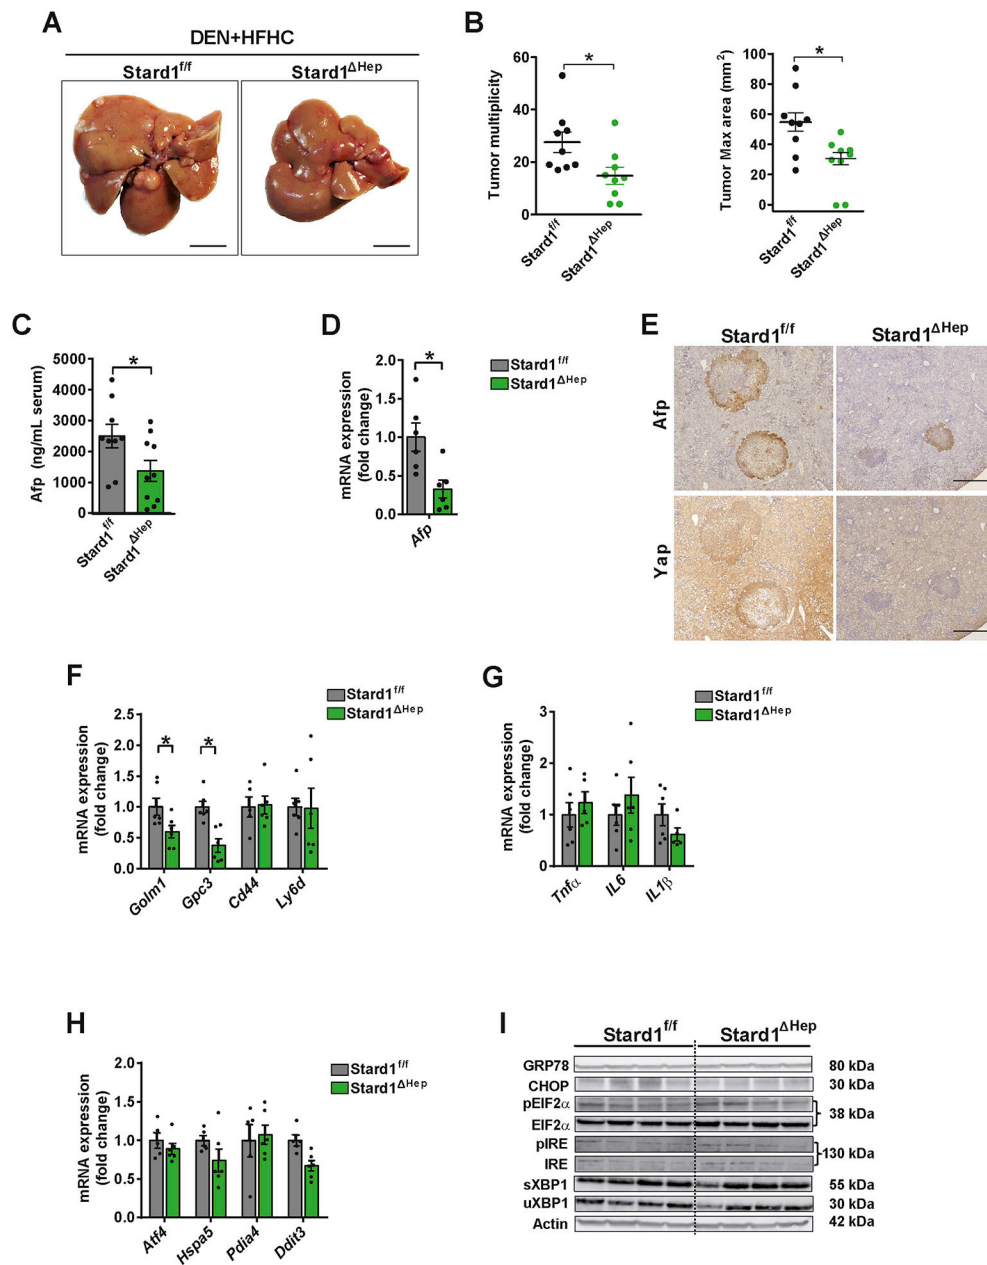 A
DEN+HFHC
Stard1f/f
Stard1ΔHep
B
Tumor multiplicity
60
40
20
0
*
Stard1f/f
Stard1ΔHep
Tumor Max area (mm2)
100
80
60
40
20
0
*
Stard1f/f
Stard1ΔHep
C
Afp (ng/mL serum)
5000
4000
3000
2000
1000
0
*
Stard1f/f
Stard1ΔHep
D
mRNA expression
(fold change)
2.0
1.5
1.0
0.5
0.0
*
Afp
Stard1f/f
Stard1ΔHep
E
Stard1f/f
Stard1ΔHep
Afp
Yap
F
Stard1f/f
Stard1ΔHep
mRNA expression
(fold change)
2.5
2.0
1.5
1.0
0.5
0.0
*
*
Golm1
Gpc3
Cd44
Ly6d
G
Stard1f/f
Stard1ΔHep
mRNA expression
(fold change)
3
2
1
0
Tnfα
IL6
IL1β
H
Stard1f/f
Stard1ΔHep
mRNA expression
(fold change)
2.0
1.5
1.0
0.5
0.0
Atf4
Hspa5
Pdia4
Ddit3
I
Stard1f/f
Stard1ΔHep
GRP78
80 kDa
CHOP
30 kDa
pEIF2α
EIF2α
38 kDa
pIRE
IRE
130 kDa
sXBP1
55 kDa
uXBP1
30 kDa
Actin
42 kDa